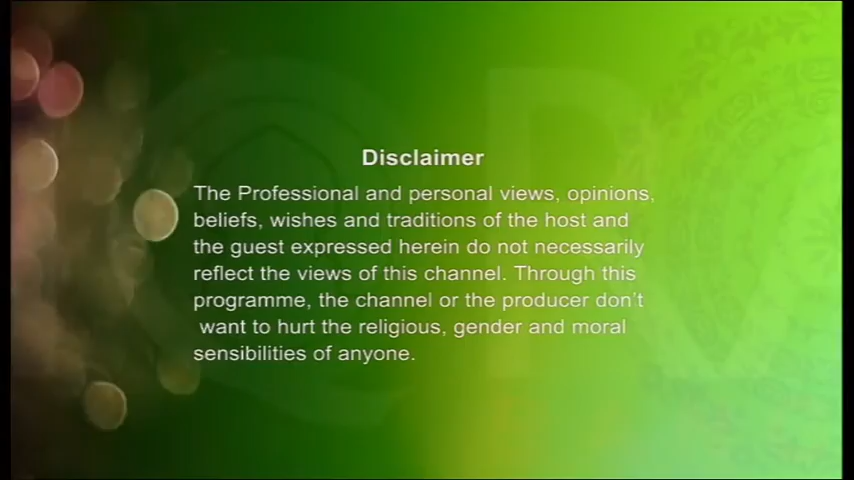 Disclaimer
The Professional and personal views, opinions,
beliefs, wishes and traditions of the host and
the guest expressed herein do not necessarily
reflect the views of this channel. Through this
programme, the channel or the producer don't
want to hurt the religious, gender and moral
sensibilities of anyone.